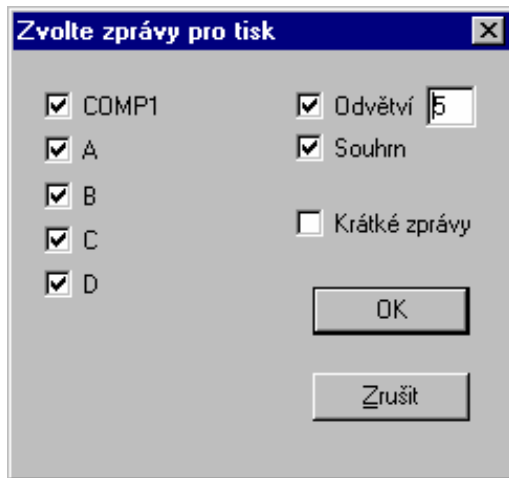 Zvolte zprávy pro tisk
COMP1
A
B
C
D
Odvětví 5
Souhrn
Krátké zprávy
OK
Zrušit